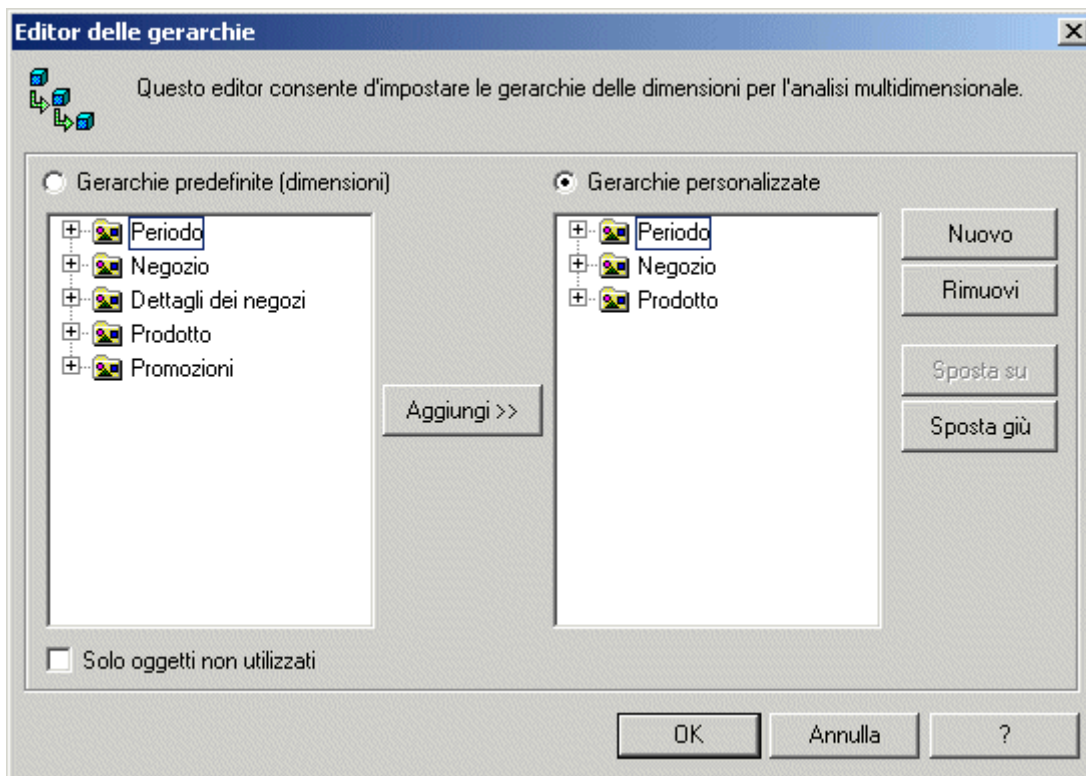 Editor delle gerarchie
Questo editor consente d'impostare le gerarchie delle dimensioni per l'analisi multidimensionale.
Gerarchie predefinite (dimensioni)
Periodo
Negozio
Dettagli dei negozi
Prodotto
Promozioni
Solo oggetti non utilizzati
Aggiungi >>
Gerarchie personalizzate
Periodo
Negozio
Prodotto
Nuovo
Rimuovi
Sposta su
Sposta giù
OK
Annulla
?